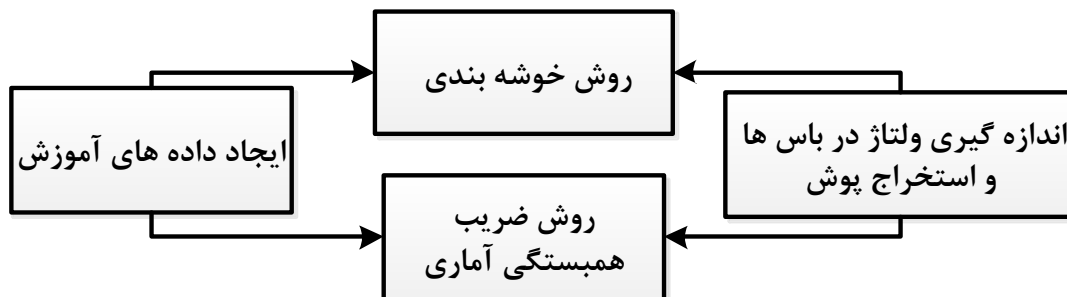 روش خوشه بندی
اندازه گیری ولتاژ در باس ها
و استخراج پوش
ایجاد داده های آموزش
روش ضریب
همبستگی آماری